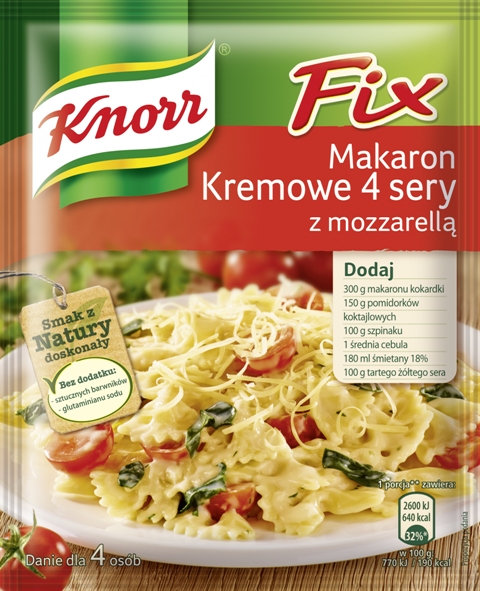 Knorr®
Fix
Makaron
Kremowe 4 sery
z mozzarellą
Dodaj
300 g makaronu kokardki
150 g pomidorków
koktajlowych
100 g szpinaku
1 średnia cebula
180 ml śmietany 18%
100 g tartego żółtego sera
Smak z
Natury
doskonały
Bez dodatku:
- sztucznych barwników
- glutaminianu sodu
1 porcja** zawiera:
2600 kJ
640 kcal
32%*
w 100 g
770 kJ / 190 kcal
Danie dla 4 osób